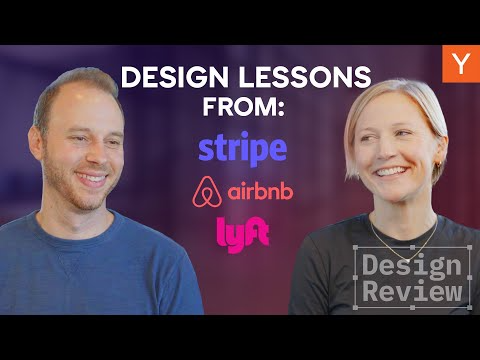 DESIGN LESSONS
FROM:
stripe
airbnb
lyft
Y
Design
Review